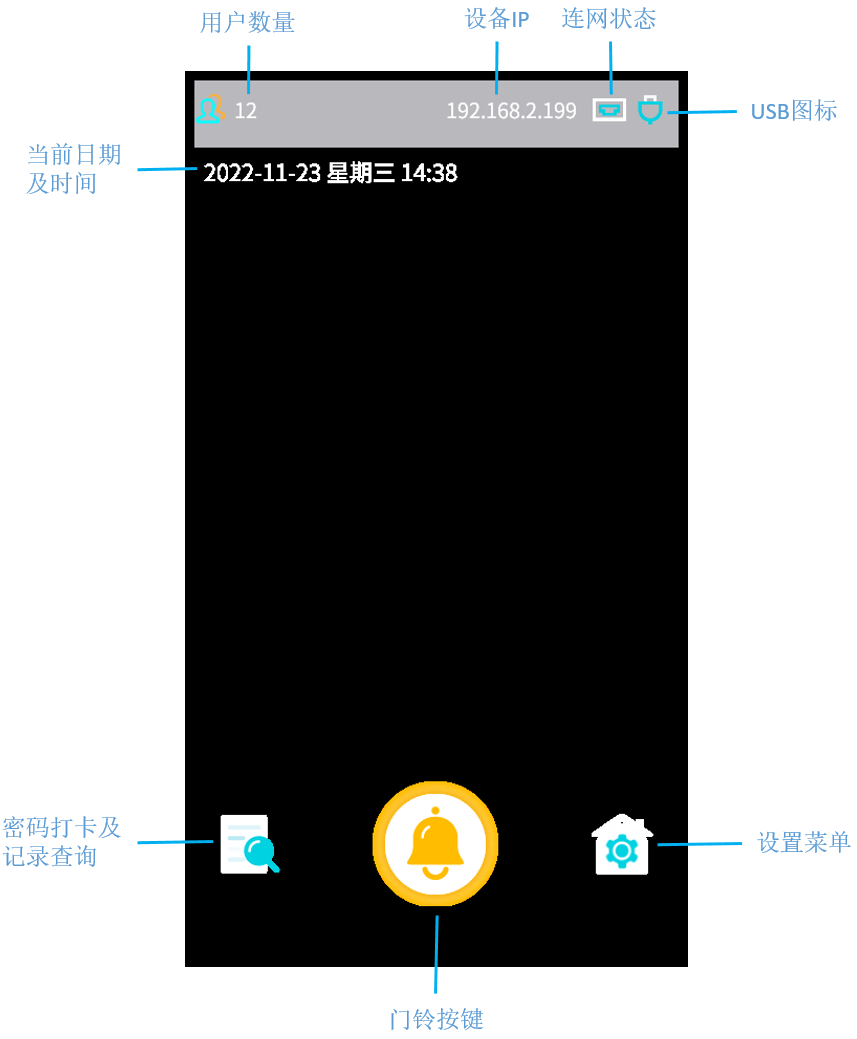 用户数量
设备IP
连网状态
12
192.168.2.199
USB图标
当前日期
及时间
2022-11-23 星期三 14:38
密码打卡及
记录查询
设置菜单
门铃按键